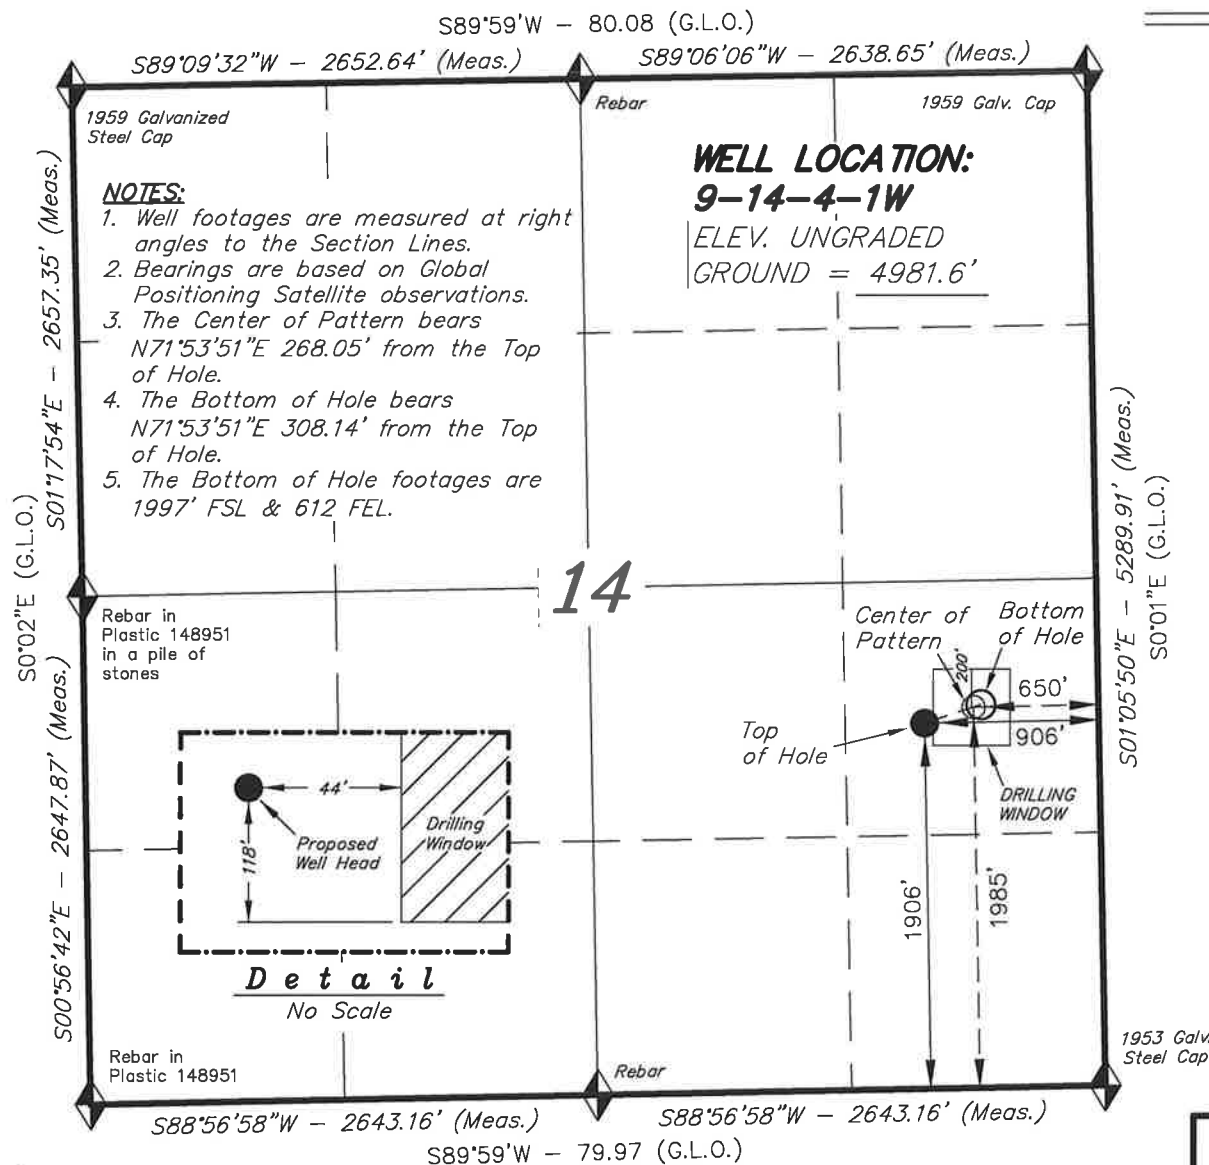 S89°59'W – 80.08 (G.L.O.)
S89°09'32"W – 2652.64' (Meas.)
S89°06'06"W – 2638.65' (Meas.)
1959 Galvanized
Steel Cap
Rebar
1959 Galv. Cap
WELL LOCATION:
9–14–4–1W
ELEV. UNGRADED
GROUND = 4981.6'
NOTES:
1. Well footages are measured at right
angles to the Section Lines.
2. Bearings are based on Global
Positioning Satellite observations.
3. The Center of Pattern bears
N71°53'51"E 268.05' from the Top
of Hole.
4. The Bottom of Hole bears
N71°53'51"E 308.14' from the Top
of Hole.
5. The Bottom of Hole footages are
1997' FSL & 612 FEL.
S01°17'54"E – 2657.35' (Meas.)
S0°02"E (G.L.O.)
S00°56'42"E – 2647.87' (Meas.)
14
Rebar in
Plastic 148951
in a pile of
stones
Center of
Pattern
Bottom
of Hole
200'
650'
906'
Top
of Hole
DRILLING
WINDOW
1906'
1985'
S01°05'50"E – 5289.91' (Meas.)
S0°01"E (G.L.O.)
44'
118'
Proposed
Well Head
Drilling
Window
Detail
No Scale
Rebar in
Plastic 148951
Rebar
1953 Galv.
Steel Cap
S88°56'58"W – 2643.16' (Meas.)
S88°56'58"W – 2643.16' (Meas.)
S89°59'W – 79.97 (G.L.O.)